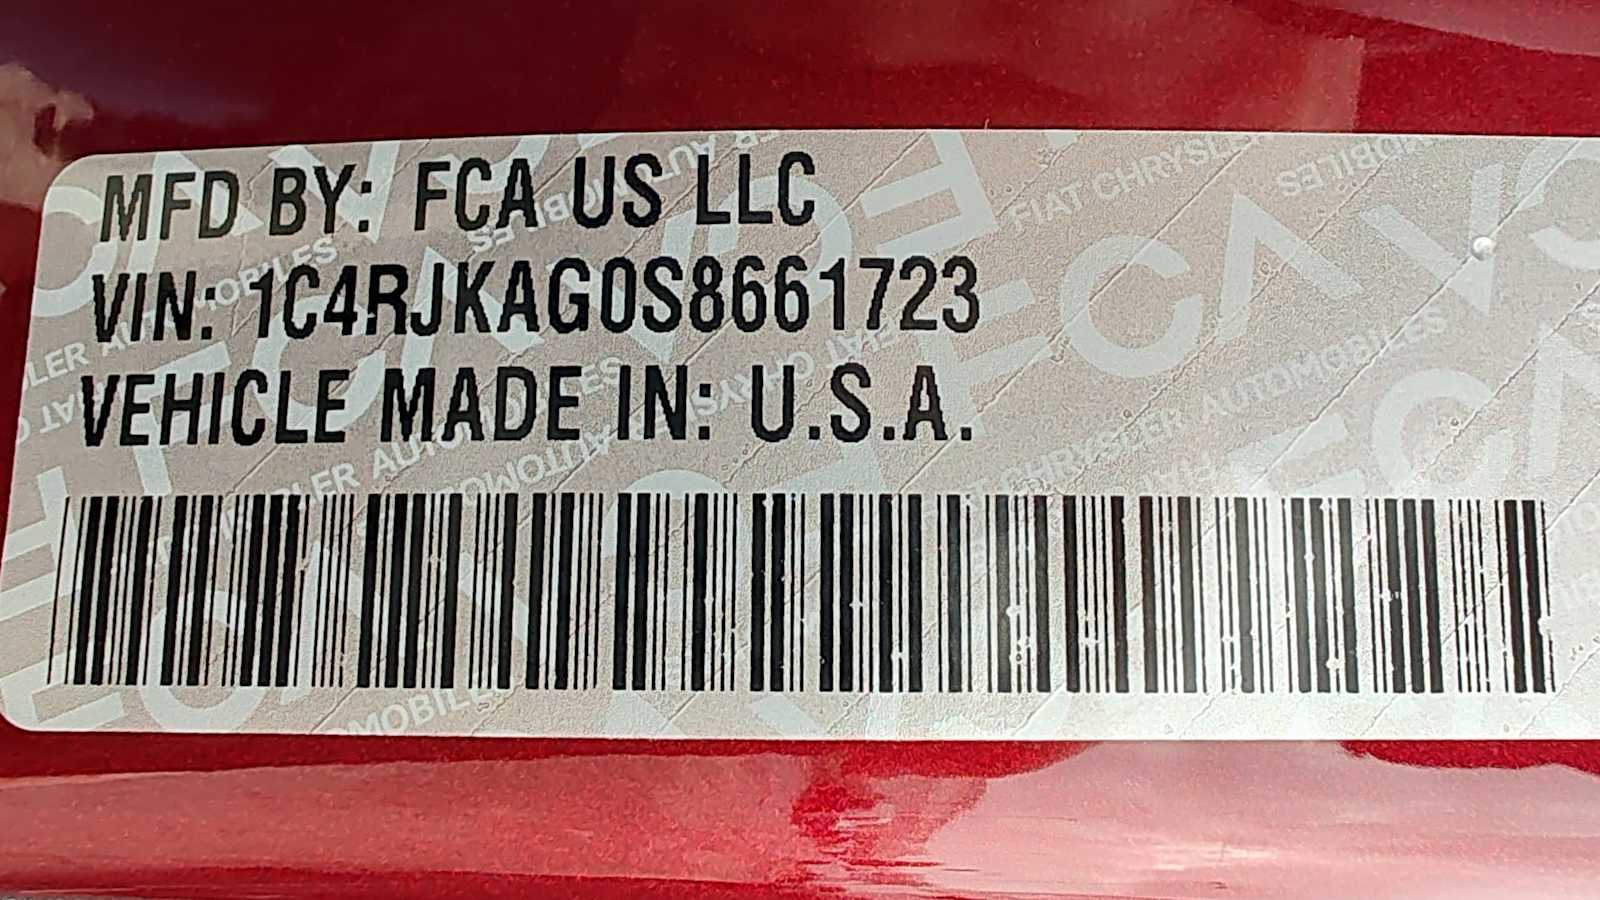 MFD BY: FCA US LLC
VIN: 1C4RJKAG0S8661723
VEHICLE MADE IN: U.S.A.